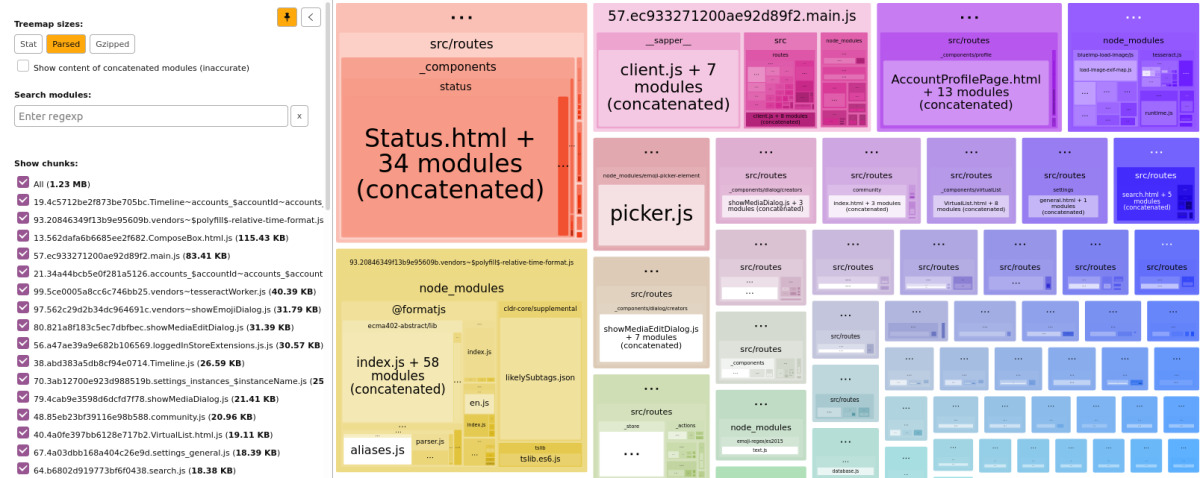 Treemap sizes:
Stat
Parsed
Gzipped
Show content of concatenated modules (inaccurate)
Search modules:
Enter regexp
x
Show chunks:
All (1.23 MB)
19.4c5712be2f873be705bc.Timeline~accounts_$accountId~accounts_
93.20846349f13b9e95609b.vendors~$polyfill$-relative-time-format.js
13.562dafa6b6685ee2f682.ComposeBox.html.js (115.43 KB)
57.ec933271200ae92d89f2.main.js (83.41 KB)
21.34a44bcb5e0f281a5126.accounts_$accountId~accounts_$account
99.5ce0005a8cc6c746bb25.vendors~tesseractWorker.js (40.39 KB)
97.562c29d2b34dc964691c.vendors~showEmojiDialog.js (31.79 KB)
80.821a8f183c5ec7dbfbec.showMediaEditDialog.js (31.39 KB)
56.a47ae39a9e682b106569.loggedInStoreExtensions.js.js (30.57 KB)
38.abd383a5db8cf94e0714.Timeline.js (26.59 KB)
70.3ab12700e923d988519b.settings_instances_$instanceName.js (25
79.4cab9e3598d6dcfd7f78.showMediaDialog.js (21.41 KB)
48.85eb23bf39116e98b588.community.js (20.96 KB)
40.4a0fe397bb6128e717b2.VirtualList.html.js (19.11 KB)
67.4a03dbb168a404c26e9d.settings_general.js (18.39 KB)
64.b6802d919773bf6f0438.search.js (18.38 KB)
...
src/routes
_components
status
Status.html +
34 modules
(concatenated)
...
93.20846349f13b9e95609b.vendors~$polyfill$-relative-time-format.js
node_modules
@formatjs
ecma402-abstract/lib
index.js + 58
modules
(concatenated)
aliases.js
parser.js
index.js
en.js
index.js
cldr-core/supplemental
likelySubtags.json
tslib
tslib.es6.js
57.ec933271200ae92d89f2.main.js
__sapper__
client.js + 7
modules
(concatenated)
src
routes
client.js + 8 modules
(concatenated)
node_modules
...
src/routes
_components/profile
AccountProfilePage.html
+ 13 modules
(concatenated)
...
node_modules
blueimp-load-image/js
load-image-exif-map.js
tesseract.js
runtime.js
...
node_modules/emoji-picker-element
picker.js
...
src/routes
_components/dialog/creators
showMediaDialog.js + 3
modules (concatenated)
...
src/routes
community
index.html + 3 modules
(concatenated)
...
src/routes
_components/virtualList
VirtualList.html + 8
modules
(concatenated)
...
src/routes
settings
general.html + 1
modules
(concatenated)
...
src/routes
search.html + 5
modules
(concatenated)
...
src/routes
_components/dialog/creators
showMediaEditDialog.js
+ 7 modules
(concatenated)
...
src/routes
_store
...
_actions
...
src/routes
...
src/routes
...
src/routes
...
src/routes
...
src/routes
...
src/routes
...
src/routes
_components
...
src/routes
...
src/routes
...
node_modules
emoji-regex/es2015
text.js
...
database.js